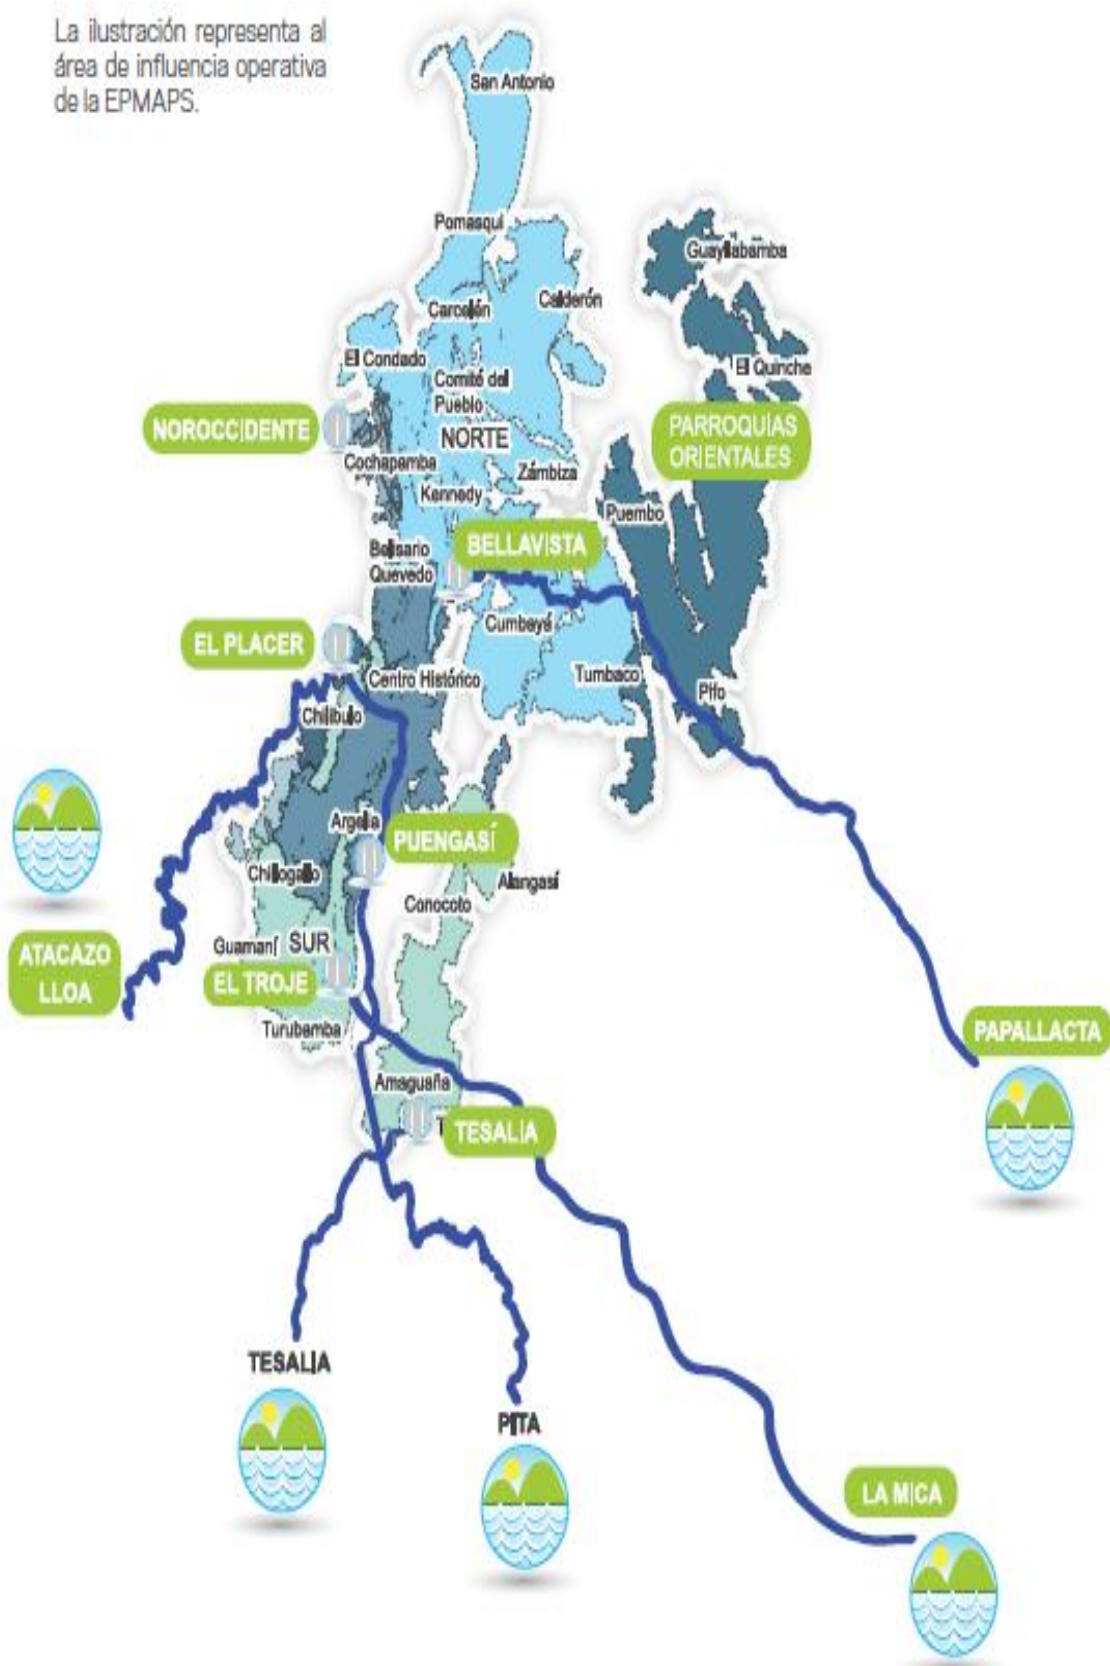 La ilustración representa al
área de influencia operativa
de la EPMAPS.
San Antonio
Pomasqui
Guayllabamba
Carcelén
Calderón
El Condado
Comité del
Pueblo
El Quinche
NOROCCIDENTE
NORTE
PARROQUIAS
ORIENTALES
Cochapamba
Zámbiza
Kennedy
Puembo
Belisario
Quevedo
BELLAVISTA
EL PLACER
Cumbayá
Centro Histórico
Tumbaco
Pifo
Chilibulo
Argelia
PUENGASÍ
Chillogallo
Alangasí
Conocoto
ATACAZO
LLOA
Guamaní
SUR
EL TROJE
Turubamba
PAPALLACTA
Amaguaña
T
TESALIA
TESALIA
PITA
LA MICA